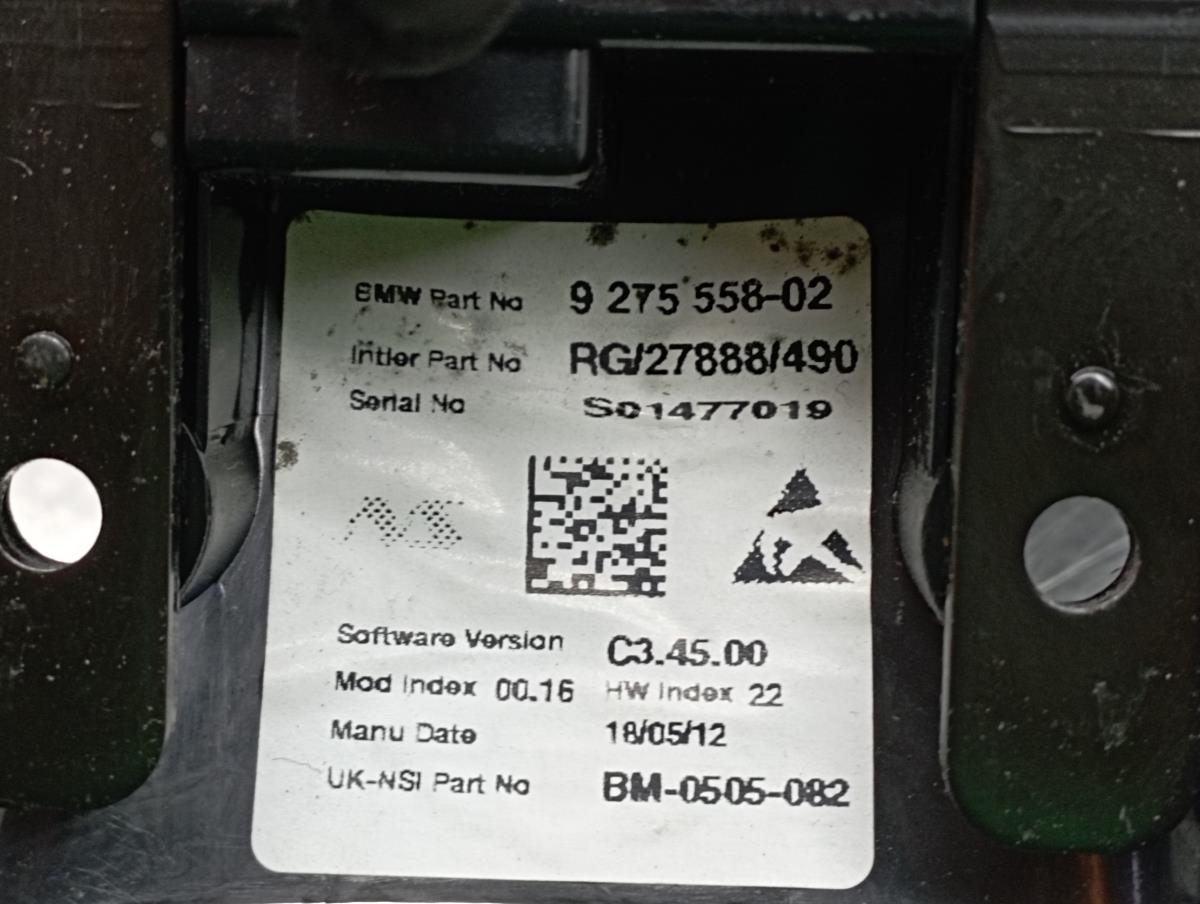 BMW Part No 9 275 558-02
Intier Part No RG/27888/490
Serial No S01477019
Software Version C3.45.00
Mod Index 00.16 HW Index 22
Manu Date 18/05/12
UK-NSI Part No BM-0505-082